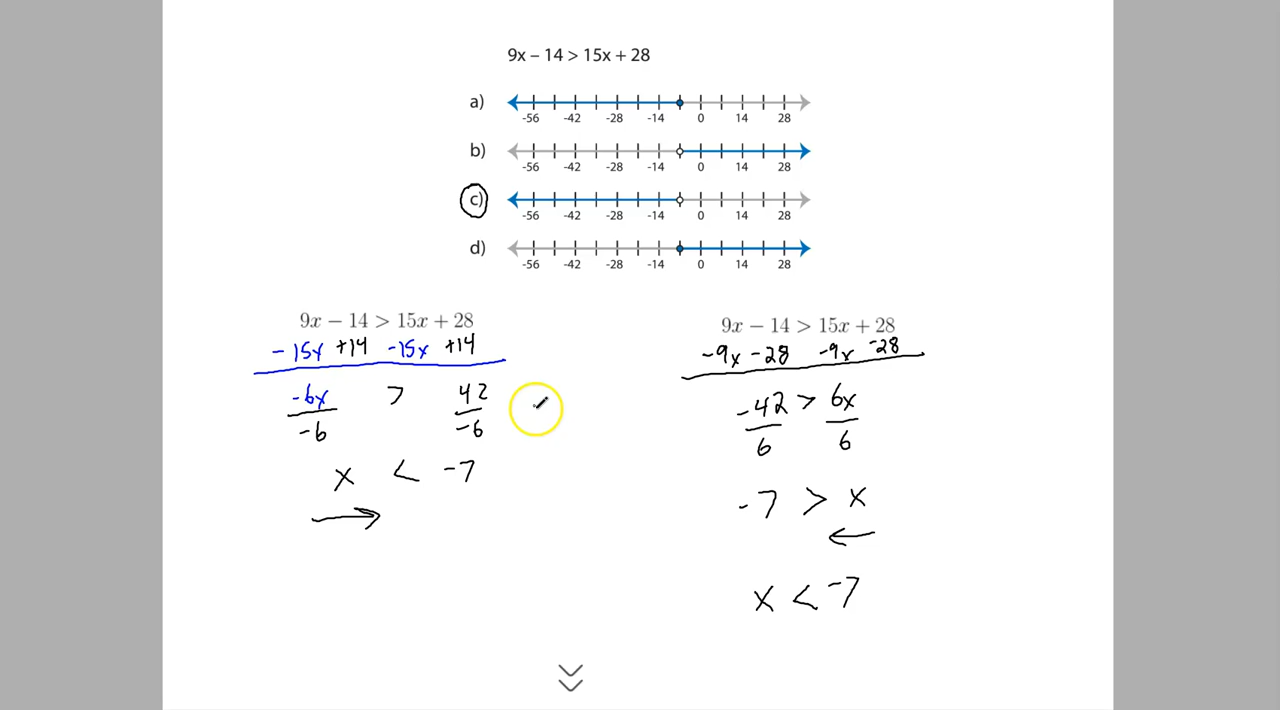 9x – 14 > 15x + 28
a)
-56 -42 -28 -14 0 14 28
b)
-56 -42 -28 -14 0 14 28
c)
-56 -42 -28 -14 0 14 28
d)
-56 -42 -28 -14 0 14 28
9x − 14 > 15x + 28
-15x +14 -15x +14
-6x > 42
-6 -6
x < -7
9x − 14 > 15x + 28
-9x -28 -9x -28
-42 > 6x
6 6
-7 > x
x < -7